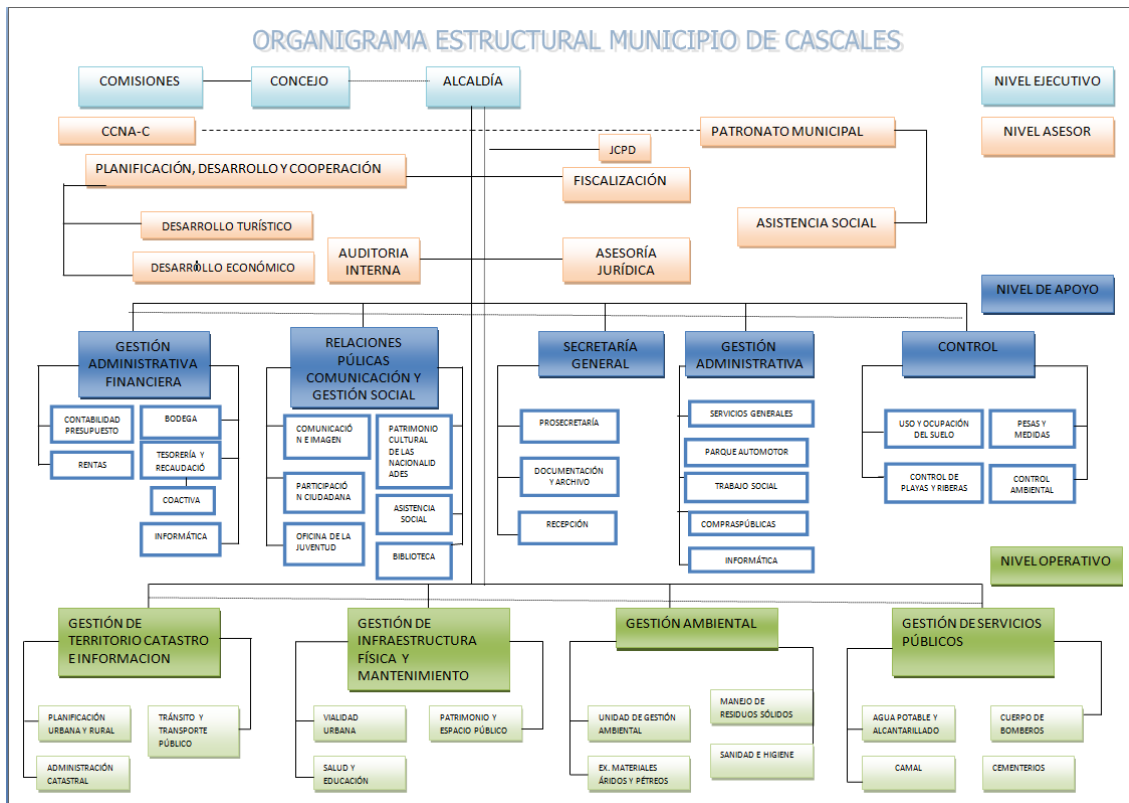 ORGANIGRAMA ESTRUCTURAL MUNICIPIO DE CASCALES
COMISIONES
CONCEJO
ALCALDÍA
NIVEL EJECUTIVO
CCNA-C
PATRONATO MUNICIPAL
NIVEL ASESOR
JCPD
PLANIFICACIÓN, DESARROLLO Y COOPERACIÓN
FISCALIZACIÓN
DESARROLLO TURÍSTICO
ASISTENCIA SOCIAL
DESARROLLO ECONÓMICO
AUDITORIA
INTERNA
ASESORÍA
JURÍDICA
NIVEL DE APOYO
GESTIÓN
ADMINISTRATIVA
FINANCIERA
RELACIONES
PÚLICAS
COMUNICACIÓN Y
GESTIÓN SOCIAL
SECRETARÍA
GENERAL
GESTIÓN
ADMINISTRATIVA
CONTROL
CONTABILIDAD
PRESUPUESTO
BODEGA
RENTAS
TESORERÍA Y
RECAUDACIÓ
COACTIVA
INFORMÁTICA
COMUNICACIÓ
N E IMAGEN
PATRIMONIO
CULTURAL
DE LAS
NACIONALID
ADES
PARTICIPACIÓ
N CIUDADANA
ASISTENCIA
SOCIAL
OFICINA DE LA
JUVENTUD
BIBLIOTECA
PROSECRETARÍA
DOCUMENTACIÓN
Y ARCHIVO
RECEPCIÓN
SERVICIOS GENERALES
PARQUE AUTOMOTOR
TRABAJO SOCIAL
COMPRASPÚBLICAS
INFORMÁTICA
USO Y OCUPACIÓN
DEL SUELO
PESAS Y
MEDIDAS
CONTROL DE
PLAYAS Y RIBERAS
CONTROL
AMBIENTAL
NIVEL OPERATIVO
GESTIÓN DE
TERRITORIO CATASTRO
E INFORMACION
GESTIÓN DE
INFRAESTRUCTURA
FÍSICA Y
MANTENIMIENTO
GESTIÓN AMBIENTAL
GESTIÓN DE SERVICIOS
PÚBLICOS
PLANIFICACIÓN
URBANA Y RURAL
TRÁNSITO Y
TRANSPORTE
PÚBLICO
ADMINISTRACIÓN
CATASTRAL
VIALIDAD
URBANA
PATRIMONIO Y
ESPACIO PÚBLICO
SALUD Y
EDUCACIÓN
UNIDAD DE GESTIÓN
AMBIENTAL
MANEJO DE
RESIDUOS SÓLIDOS
EX. MATERIALES
ÁRIDOS Y PÉTREOS
SANIDAD E HIGIENE
AGUA POTABLE Y
ALCANTARILLADO
CUERPO DE
BOMBEROS
CAMAL
CEMENTERIOS